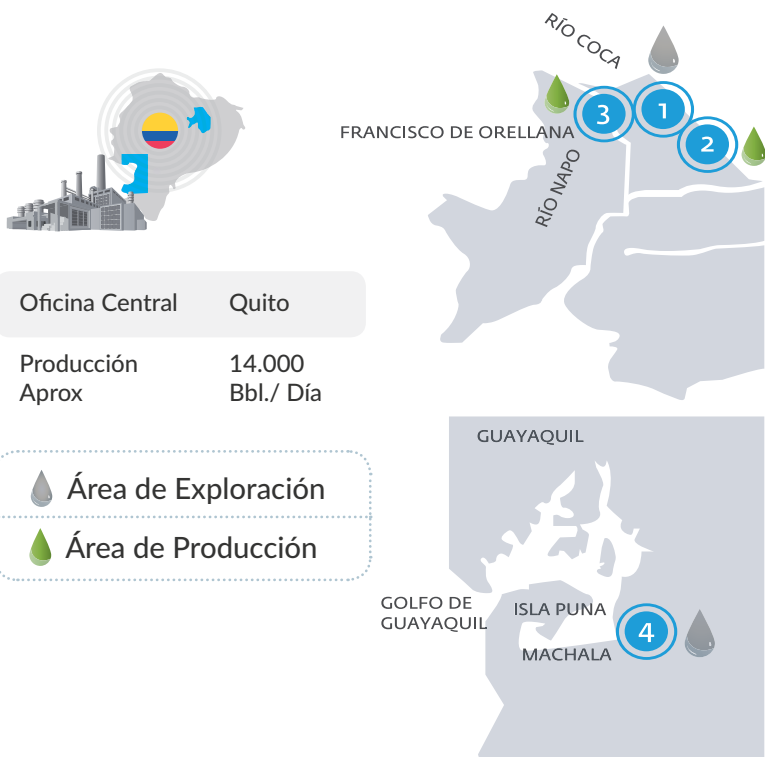 RÍO COCA
FRANCISCO DE ORELLANA
3
1
2
RÍO NAPO
Oficina Central Quito
Producción 14.000
Aprox Bbl./ Día
Área de Exploración
Área de Producción
GUAYAQUIL
GOLFO DE
GUAYAQUIL
ISLA PUNA
4
MACHALA